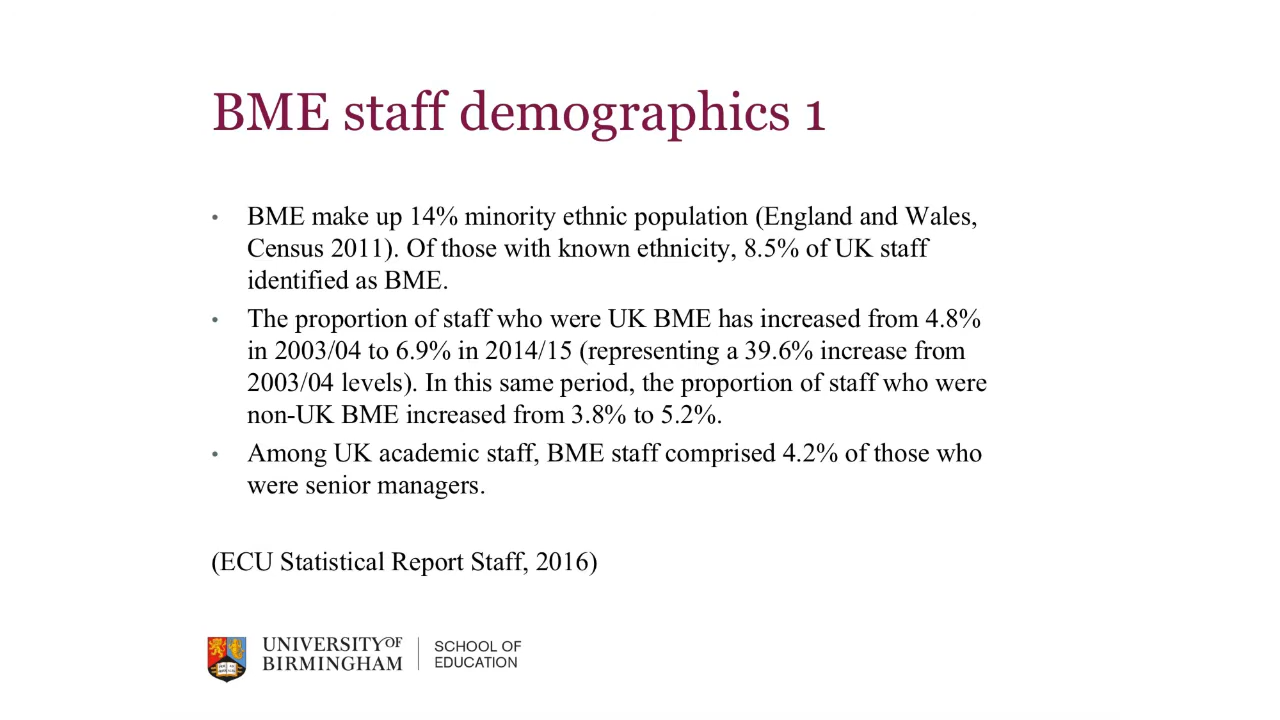 BME staff demographics 1
• BME make up 14% minority ethnic population (England and Wales,
Census 2011). Of those with known ethnicity, 8.5% of UK staff
identified as BME.
• The proportion of staff who were UK BME has increased from 4.8%
in 2003/04 to 6.9% in 2014/15 (representing a 39.6% increase from
2003/04 levels). In this same period, the proportion of staff who were
non-UK BME increased from 3.8% to 5.2%.
• Among UK academic staff, BME staff comprised 4.2% of those who
were senior managers.
(ECU Statistical Report Staff, 2016)
UNIVERSITY OF
BIRMINGHAM
SCHOOL OF
EDUCATION